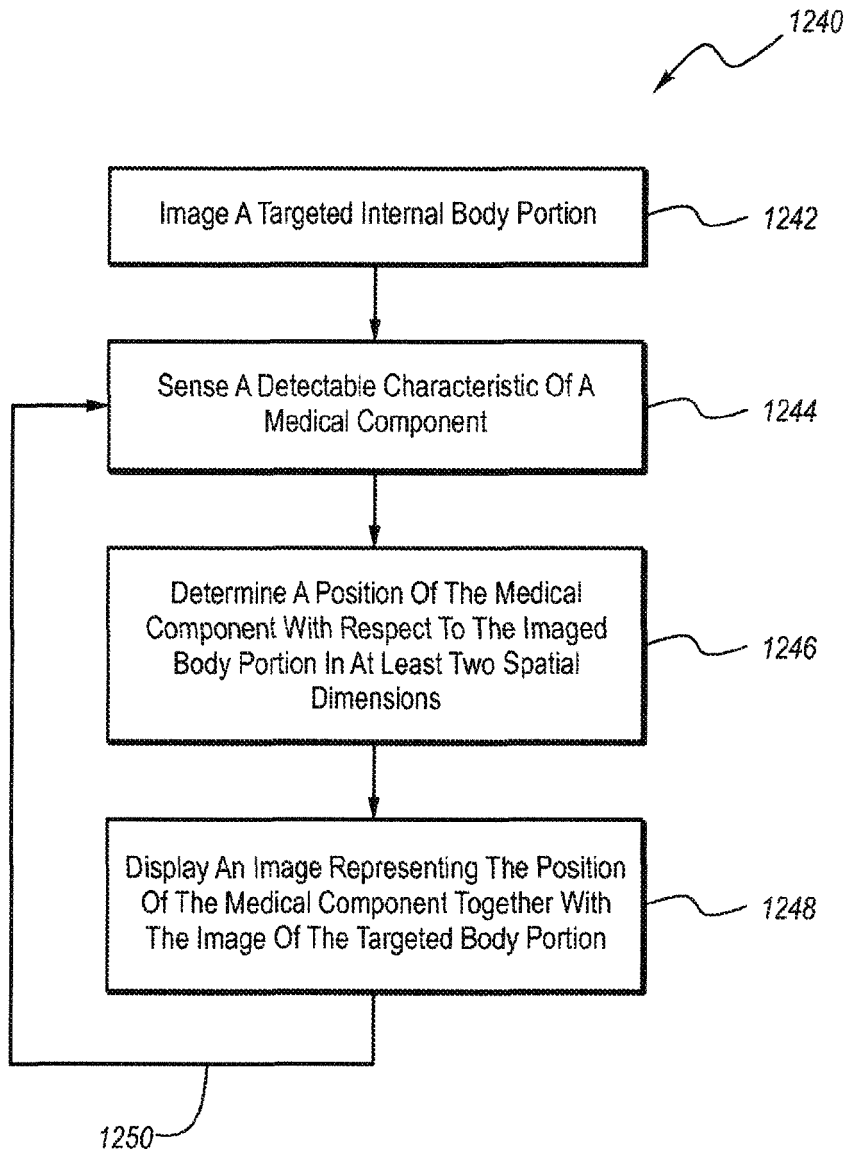 1240
Image A Targeted Internal Body Portion
1242
Sense A Detectable Characteristic Of A
Medical Component
1244
Determine A Position Of The Medical
Component With Respect To The Imaged
Body Portion In At Least Two Spatial
Dimensions
1246
Display An Image Representing The Position
Of The Medical Component Together With
The Image Of The Targeted Body Portion
1248
1250